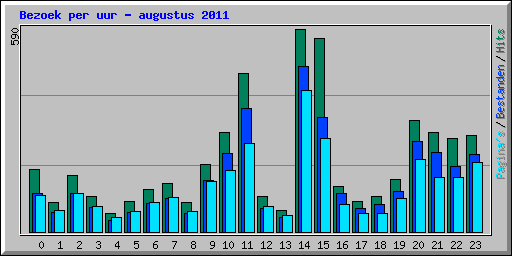 Bezoek per uur - augustus 2011
590
Pagina's/Bestanden/Hits
0 1 2 3 4 5 6 7 8 9 10 11 12 13 14 15 16 17 18 19 20 21 22 23